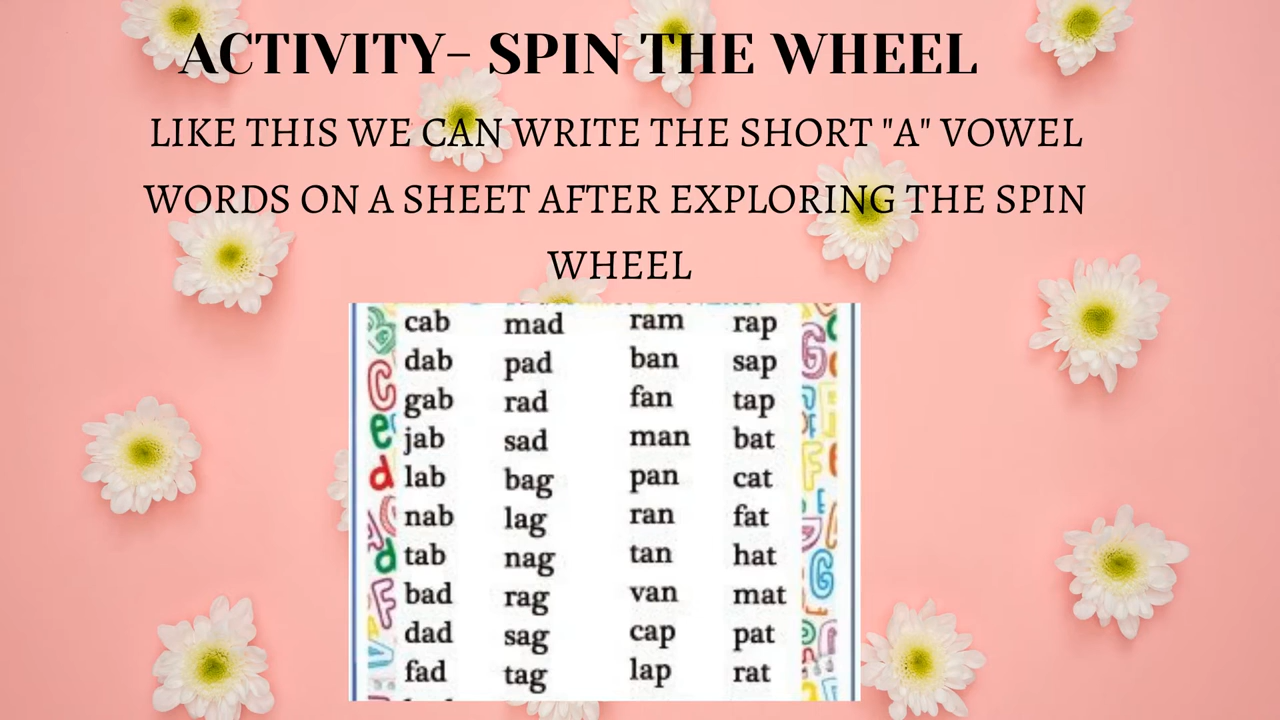 ACTIVITY– SPIN THE WHEEL
LIKE THIS WE CAN WRITE THE SHORT "A" VOWEL
WORDS ON A SHEET AFTER EXPLORING THE SPIN
WHEEL
cab mad ram rap
dab pad ban sap
gab rad fan tap
jab sad man bat
lab bag pan cat
nab lag ran fat
tab nag tan hat
bad rag van mat
dad sag cap pat
fad tag lap rat